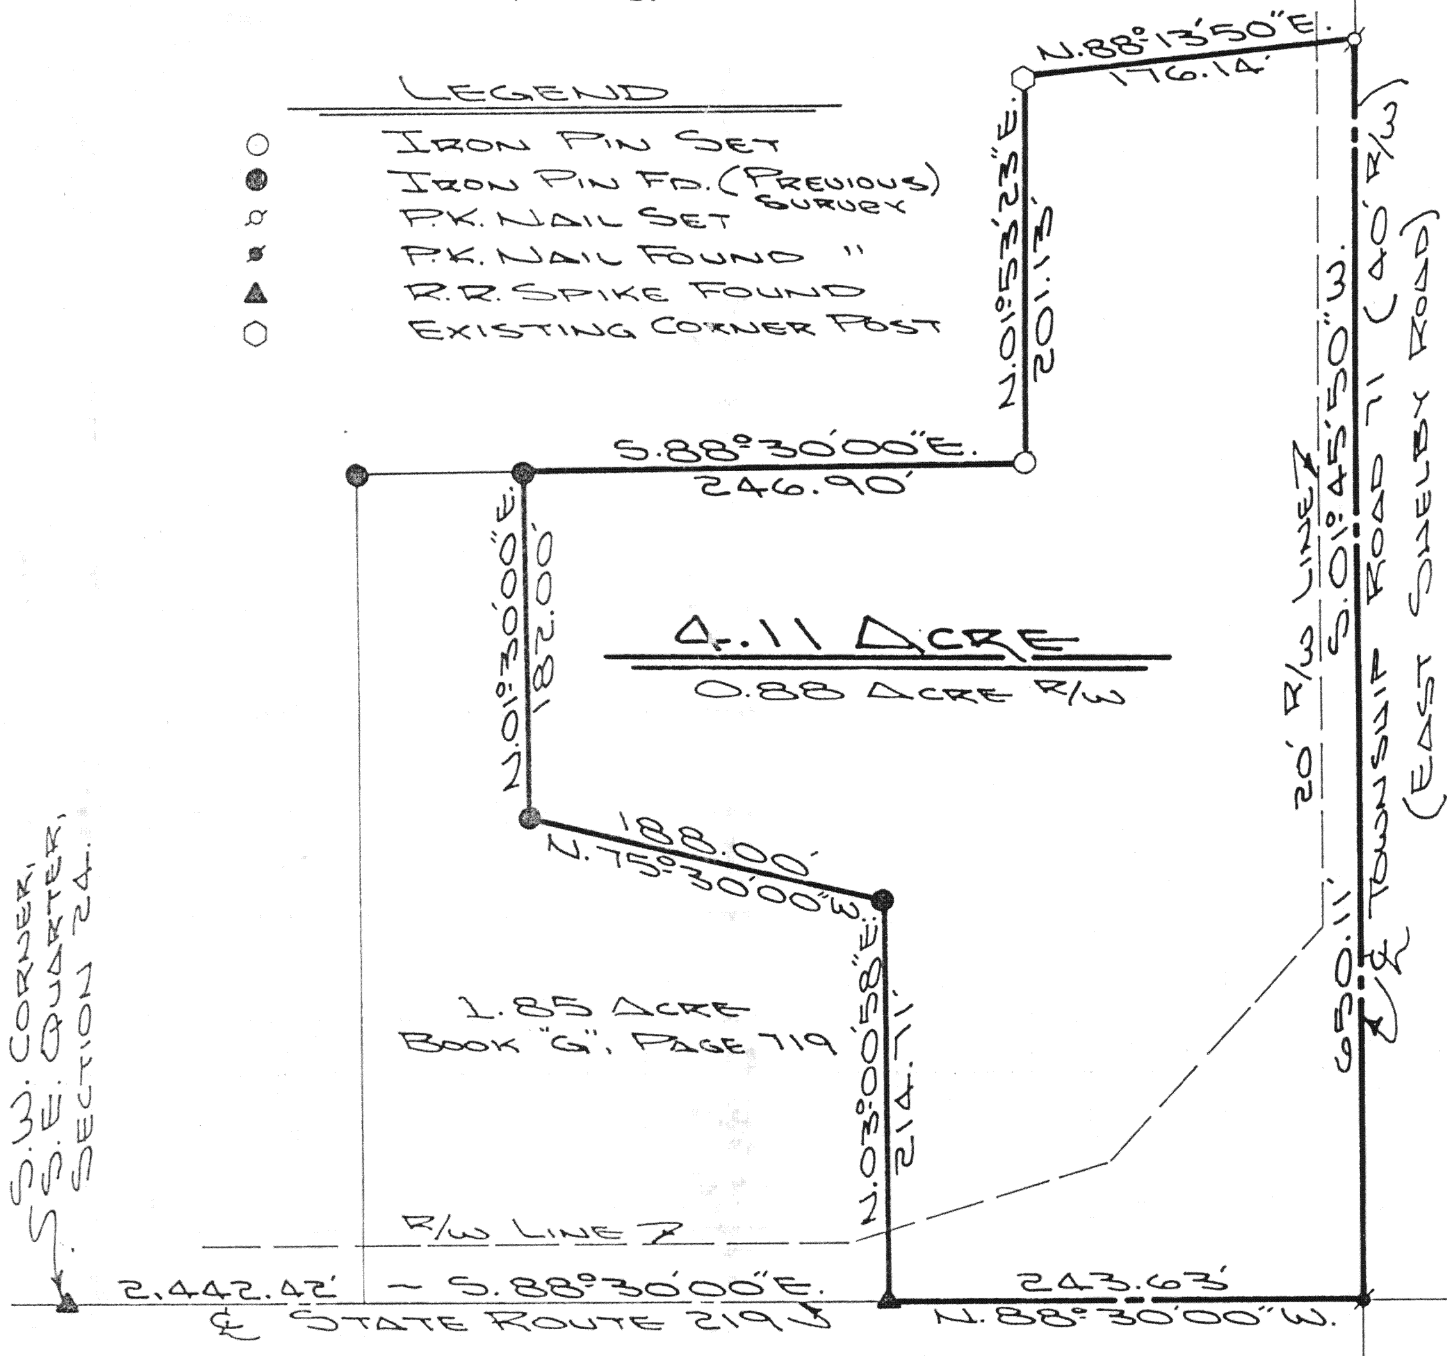 LEGEND
IRON PIN SET
IRON PIN FD. (PREVIOUS)
SURVEY
P.K. NAIL SET
P.K. NAIL FOUND "
R.R. SPIKE FOUND
EXISTING CORNER POST
N.88°13'50"E.
176.14'
N.01°53'23"E.
201.13'
S.88°30'00"E.
246.90'
N.01°30'00"E.
182.00'
4.11 ACRE
0.88 ACRE R/W
188.00'
N.75°30'00"W
N.03°00'58"E.
214.71'
1.85 ACRE
BOOK "G", PAGE 719
20' R/W LINE
S.01°45'50"W.
650.11'
℄ TOWNSHIP ROAD 71 (40' R/W)
(EAST SHELBY ROAD)
S.W. CORNER,
S.E. QUARTER,
SECTION 24.
R/W LINE
2,442.42' ~ S.88°30'00"E.
℄ STATE ROUTE 219
243.63'
N.88°30'00"W.